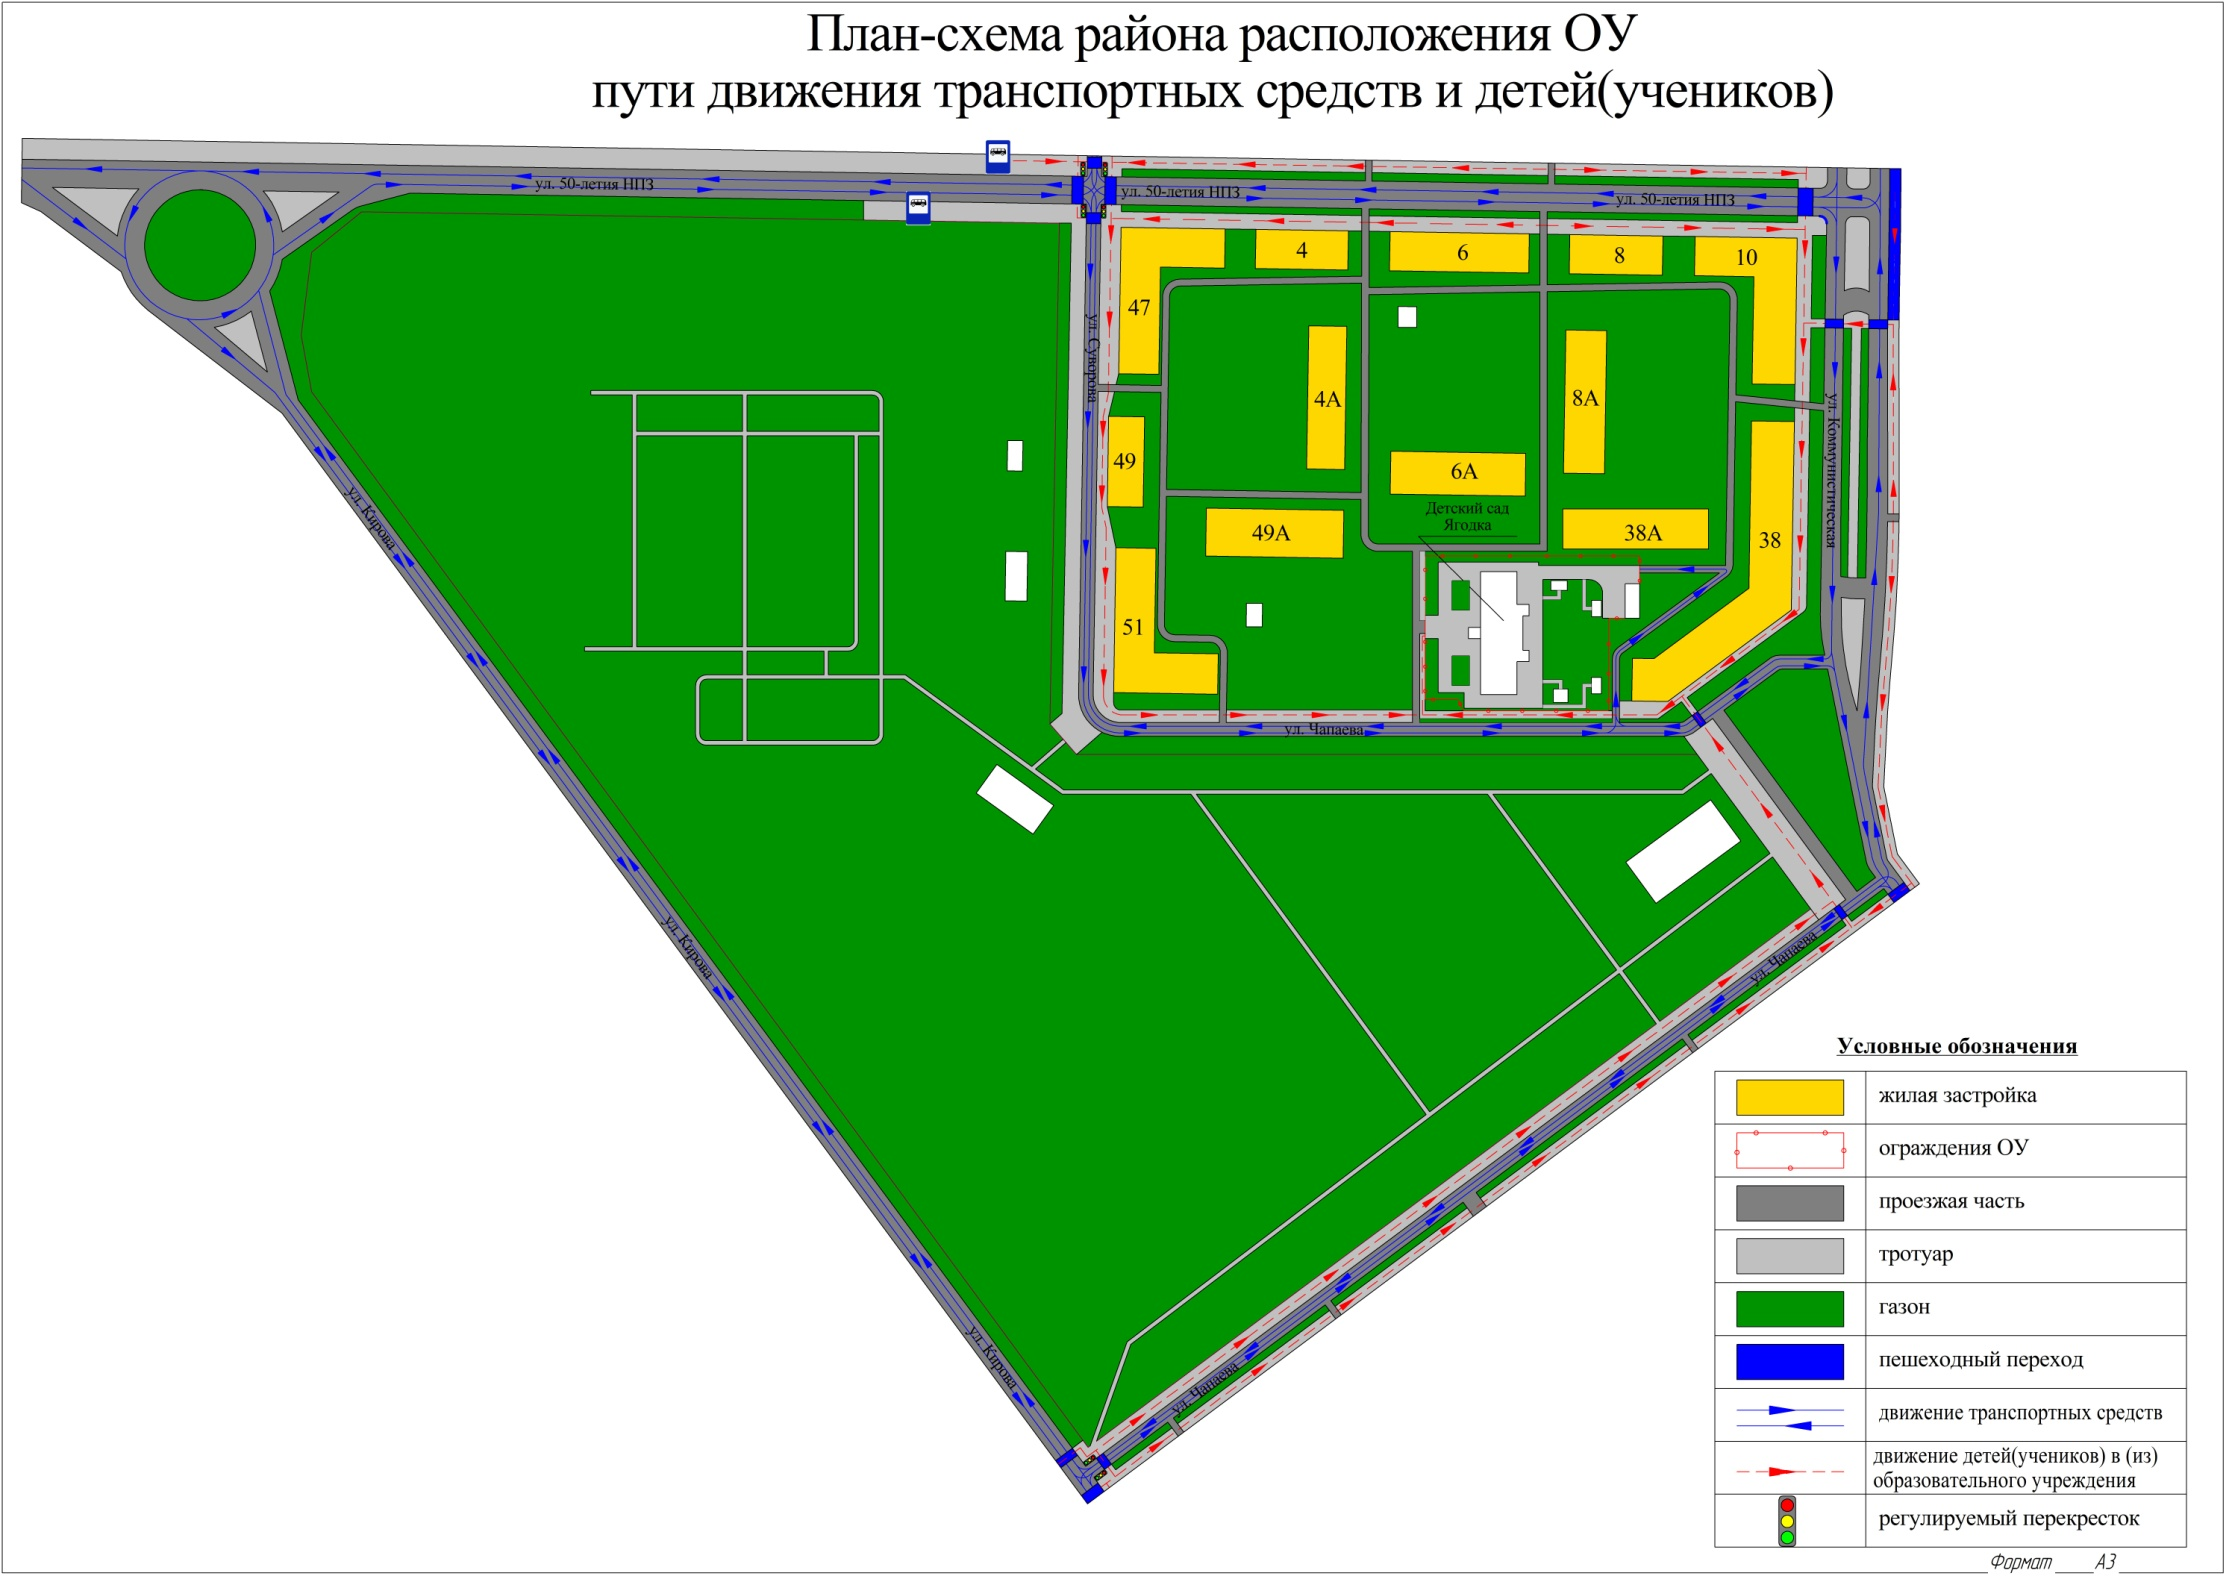 План-схема района расположения ОУ
пути движения транспортных средств и детей(учеников)
ул. 50-летия НПЗ
ул. 50-летия НПЗ
ул. 50-летия НПЗ
4
6
8
10
47
ул. Суворова
4А
8А
ул. Коммунистическая
49
6А
Детский сад
Ягодка
49А
38А
38
ул. Кирова
51
ул. Чапаева
ул. Кирова
ул. Чапаева
ул. Кирова
ул. Чапаева
Условные обозначения
жилая застройка
ограждения ОУ
проезжая часть
тротуар
газон
пешеходный переход
движение транспортных средств
движение детей(учеников) в (из)
образовательного учреждения
регулируемый перекресток
Формат А3